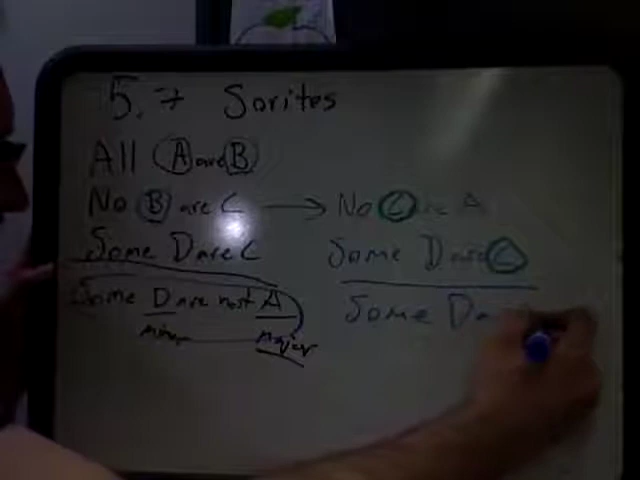 5.7 Sorites
All A are B
No B are C → No C are A
Some D are C Some D are C
Some D are not A Some D a
minor major